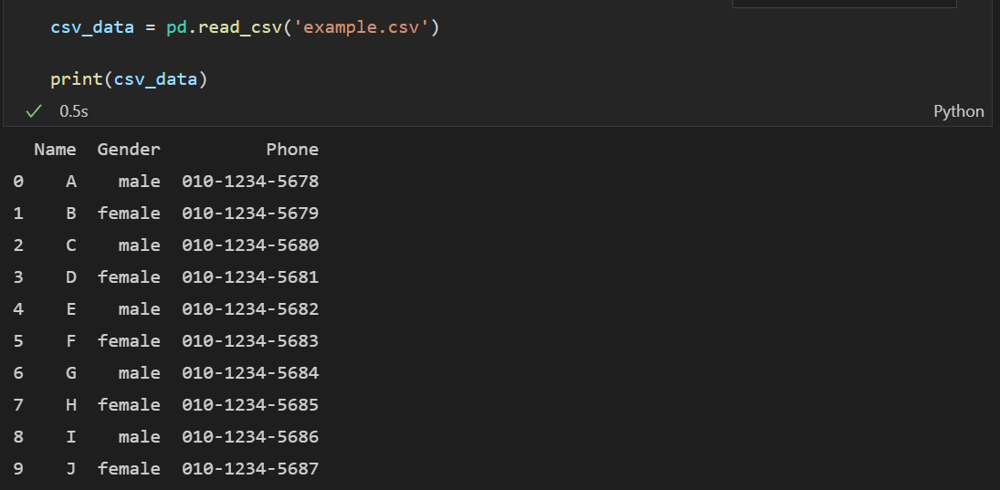 csv_data = pd.read_csv('example.csv')
print(csv_data)
0.5s Python
Name Gender Phone
0 A male 010-1234-5678
1 B female 010-1234-5679
2 C male 010-1234-5680
3 D female 010-1234-5681
4 E male 010-1234-5682
5 F female 010-1234-5683
6 G male 010-1234-5684
7 H female 010-1234-5685
8 I male 010-1234-5686
9 J female 010-1234-5687